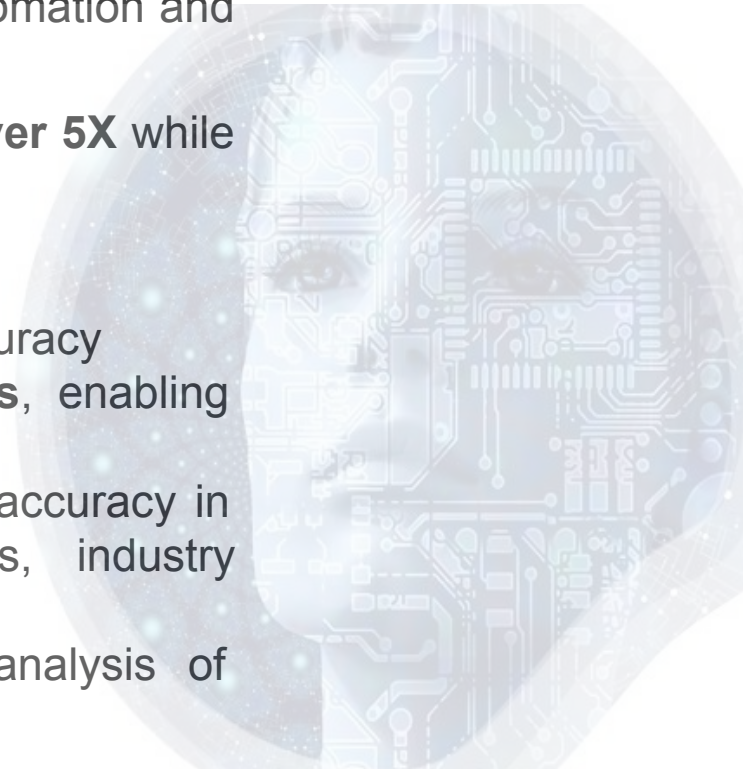 omation and
ver 5X while
uracy
s, enabling
accuracy in
s, industry
analysis of